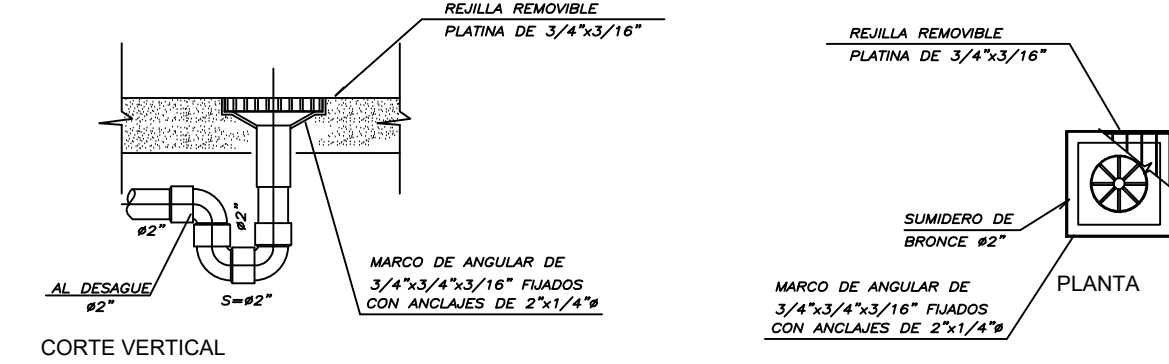 REJILLA REMOVIBLE
PLATINA DE 3/4"x3/16"
ø2"
ø2"
AL DESAGUE
ø2"
S=ø2"
MARCO DE ANGULAR DE
3/4"x3/4"x3/16" FIJADOS
CON ANCLAJES DE 2"x1/4"ø
CORTE VERTICAL
REJILLA REMOVIBLE
PLATINA DE 3/4"x3/16"
SUMIDERO DE
BRONCE ø2"
MARCO DE ANGULAR DE
3/4"x3/4"x3/16" FIJADOS
CON ANCLAJES DE 2"x1/4"ø
PLANTA